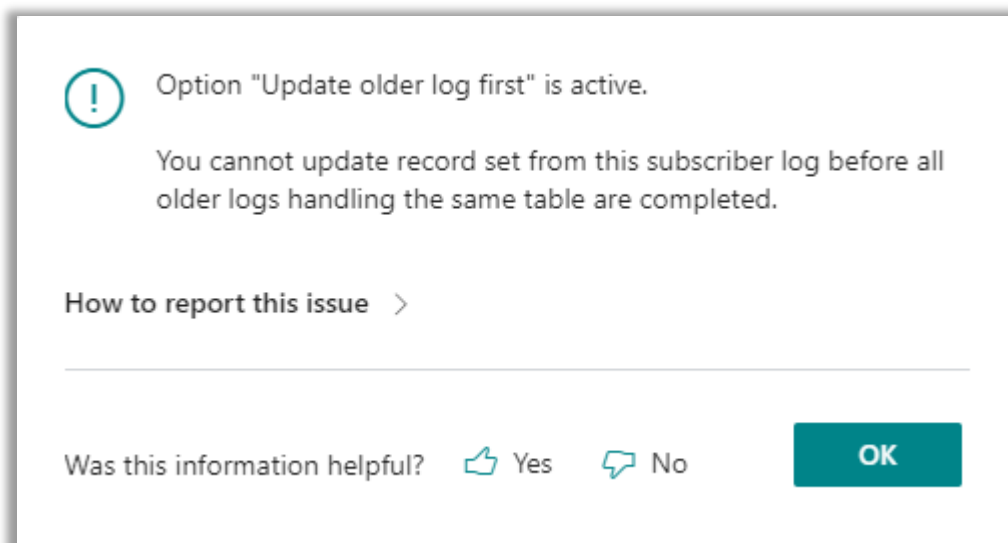 Option "Update older log first" is active.
You cannot update record set from this subscriber log before all
older logs handling the same table are completed.
How to report this issue
Was this information helpful? Yes No OK